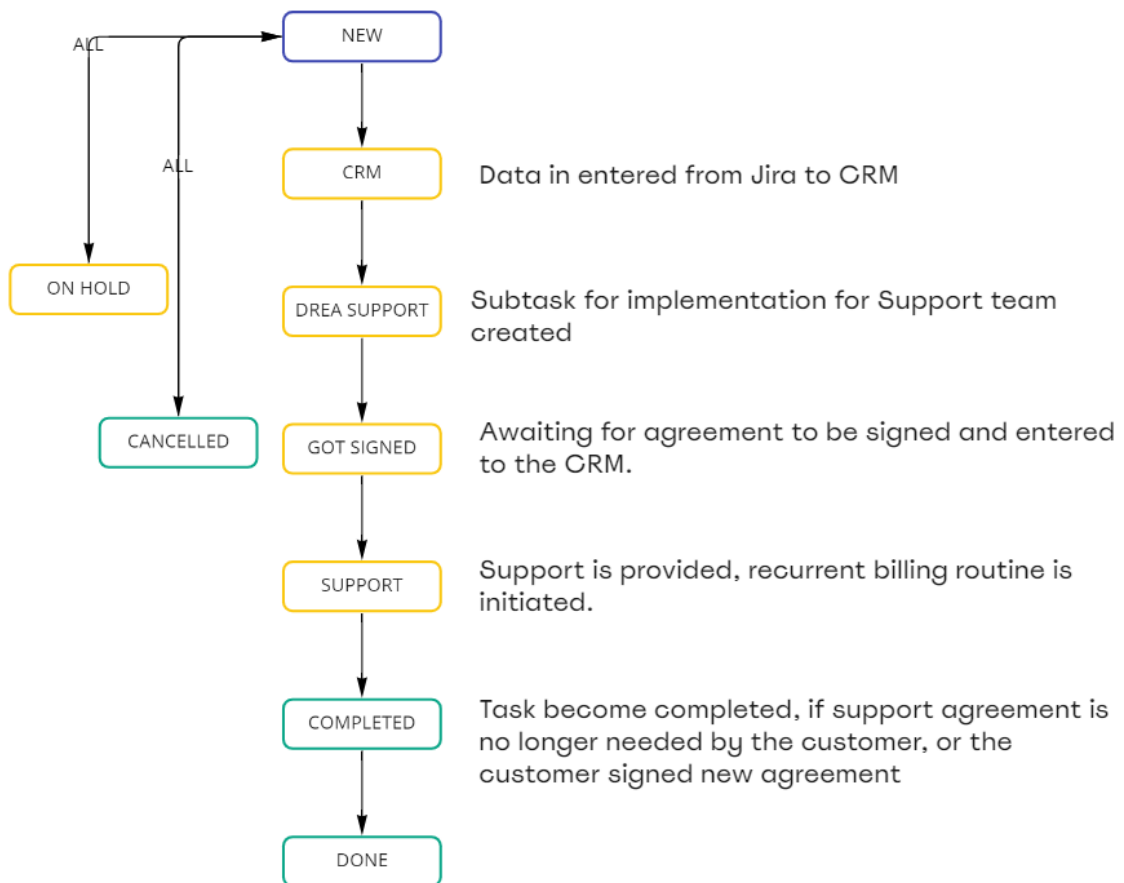 NEW
ALL
CRM
Data in entered from Jira to CRM
ALL
ON HOLD
DREA SUPPORT
Subtask for implementation for Support team
created
CANCELLED
GOT SIGNED
Awaiting for agreement to be signed and entered
to the CRM.
SUPPORT
Support is provided, recurrent billing routine is
initiated.
COMPLETED
Task become completed, if support agreement is
no longer needed by the customer, or the
customer signed new agreement
DONE